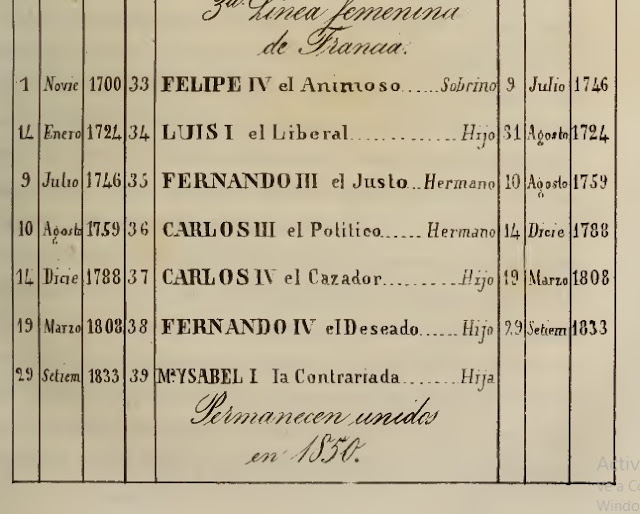 3ª. Linea femenina
de Francia.
1 Novie 1700 33 FELIPE IV el Animoso.....Sobrino 9 Julio 1746
14 Enero 1724 34 LUIS I el Liberal............Hijo 31 Agosto 1724
9 Julio 1746 35 FERNANDO III el Justo..Hermano 10 Agosto 1759
10 Agosto 1759 36 CARLOS III el Politico.....Hermano 14 Dicie 1788
14 Dicie 1788 37 CARLOS IV el Cazador.........Hijo 19 Marzo 1808
19 Marzo 1808 38 FERNANDO IV el Deseado.....Hijo 29 Setiem 1833
29 Setiem 1833 39 Mª YSABEL I la Contrariada.......Hija
Permanecen unidos
en 1850.